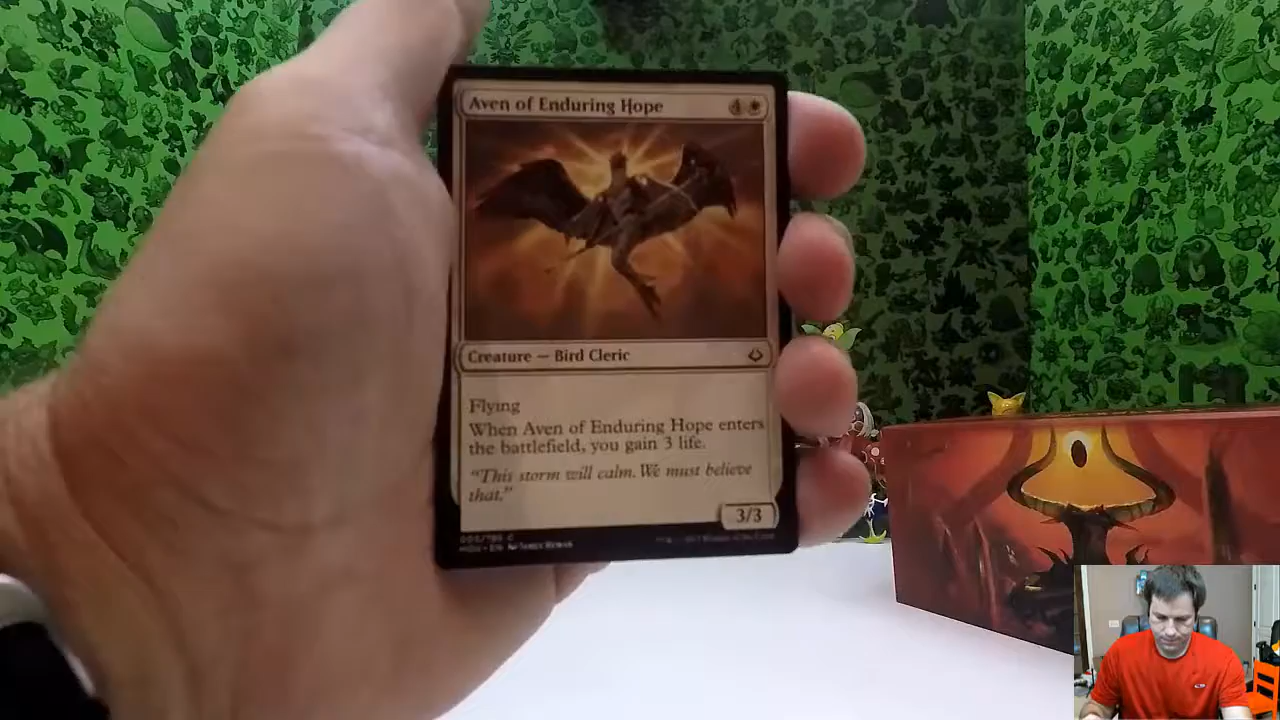 Aven of Enduring Hope 4
Creature — Bird Cleric
Flying
When Aven of Enduring Hope enters
the battlefield, you gain 3 life.
"This storm will calm. We must believe
that."
3/3